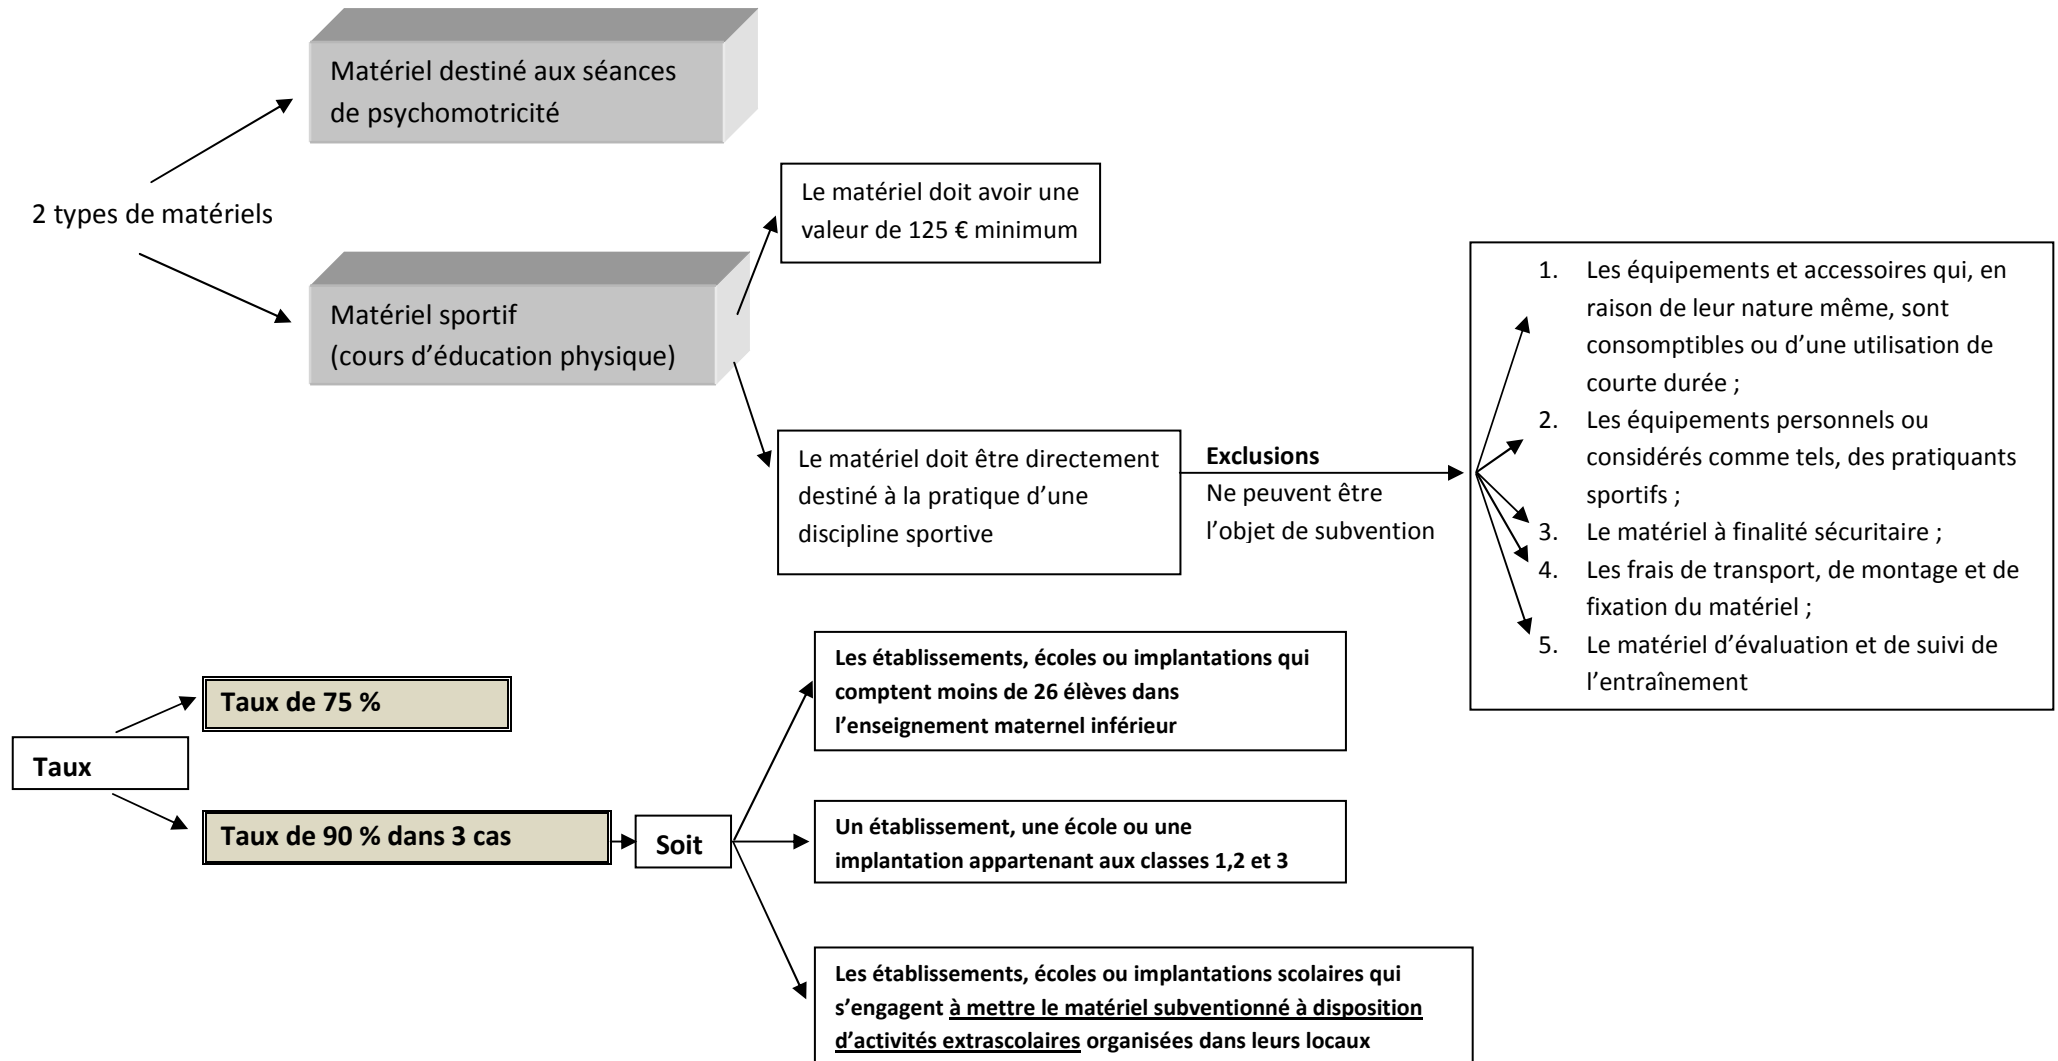 Matériel destiné aux séances
de psychomotricité
2 types de matériels
Le matériel doit avoir une
valeur de 125 € minimum
Matériel sportif
(cours d’éducation physique)
Le matériel doit être directement
destiné à la pratique d’une
discipline sportive
Exclusions
Ne peuvent être
l’objet de subvention
1. Les équipements et accessoires qui, en
raison de leur nature même, sont
consomptibles ou d’une utilisation de
courte durée ;
2. Les équipements personnels ou
considérés comme tels, des pratiquants
sportifs ;
3. Le matériel à finalité sécuritaire ;
4. Les frais de transport, de montage et de
fixation du matériel ;
5. Le matériel d’évaluation et de suivi de
l’entraînement
Taux
Taux de 75 %
Taux de 90 % dans 3 cas
Soit
Les établissements, écoles ou implantations qui
comptent moins de 26 élèves dans
l’enseignement maternel inférieur
Un établissement, une école ou une
implantation appartenant aux classes 1,2 et 3
Les établissements, écoles ou implantations scolaires qui
s’engagent à mettre le matériel subventionné à disposition
d’activités extrascolaires organisées dans leurs locaux